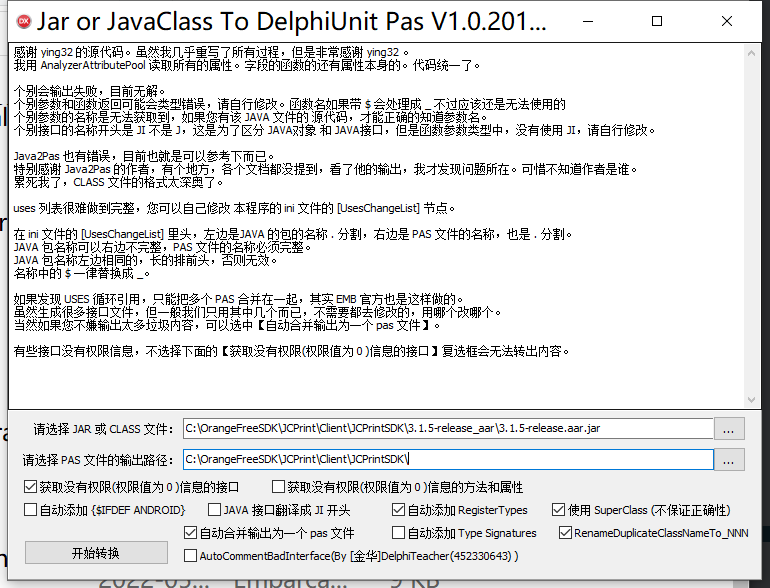 Jar or JavaClass To DelphiUnit Pas V1.0.201...
感谢 ying32 的源代码。虽然我几乎重写了所有过程，但是非常感谢 ying32 。
我用 AnalyzerAttributePool 读取所有的属性。字段的函数的还有属性本身的。代码统一了。
个别会输出失败，目前无解。
个别参数和函数返回可能会类型错误，请自行修改。函数名如果带 $ 会处理成 _ 不过应该还是无法使用的
个别参数的名称是无法获取到，如果您有该 JAVA 文件的 源代码，才能正确的知道参数名。
个别接口的名称开头是 JI 不是 J，这是为了区分 JAVA对象 和 JAVA接口，但是函数参数类型中，没有使用 JI，请自行修改。
Java2Pas 也有错误，目前也就是可以参考下而已。
特别感谢 Java2Pas 的作者，有个地方，各个文档都没提到，看了他的输出，我才发现问题所在。可惜不知道作者是谁。
累死我了，CLASS 文件的格式太深奥了。
uses 列表很难做到完整，您可以自己修改 本程序的 ini 文件的 [UsesChangeList] 节点。
在 ini 文件的 [UsesChangeList] 里头，左边是JAVA 的包的名称 . 分割，右边是 PAS 文件的名称，也是 . 分割。
JAVA 包名称可以右边不完整，PAS 文件的名称必须完整。
JAVA 包名称左边相同的，长的排前头，否则无效。
名称中的 $ 一律替换成 _。
如果发现 USES 循环引用，只能把多个 PAS 合并在一起，其实 EMB 官方也是这样做的。
虽然生成很多接口文件，但一般我们只用其中几个而已，不需要都去修改的，用哪个改哪个。
当然如果您不嫌输出太多垃圾内容，可以选中【自动合并输出为一个 pas 文件】。
有些接口没有权限信息，不选择下面的【获取没有权限(权限值为 0 )信息的接口】复选框会无法转出内容。
请选择 JAR 或 CLASS 文件： C:\OrangeFreeSDK\JCPrint\Client\JCPrintSDK\3.1.5-release_aar\3.1.5-release.aar.jar ...
请选择 PAS 文件的输出路径： C:\OrangeFreeSDK\JCPrint\Client\JCPrintSDK\ ...
获取没有权限(权限值为 0 )信息的接口 获取没有权限(权限值为 0 )信息的方法和属性
自动添加 {$IFDEF ANDROID} JAVA 接口翻译成 JI 开头 自动添加 RegisterTypes 使用 SuperClass (不保证正确性)
自动合并输出为一个 pas 文件 自动添加 Type Signatures RenameDuplicateClassNameTo_NNN
开始转换 AutoCommentBadInterface(By [金华]DelphiTeacher(452330643) )